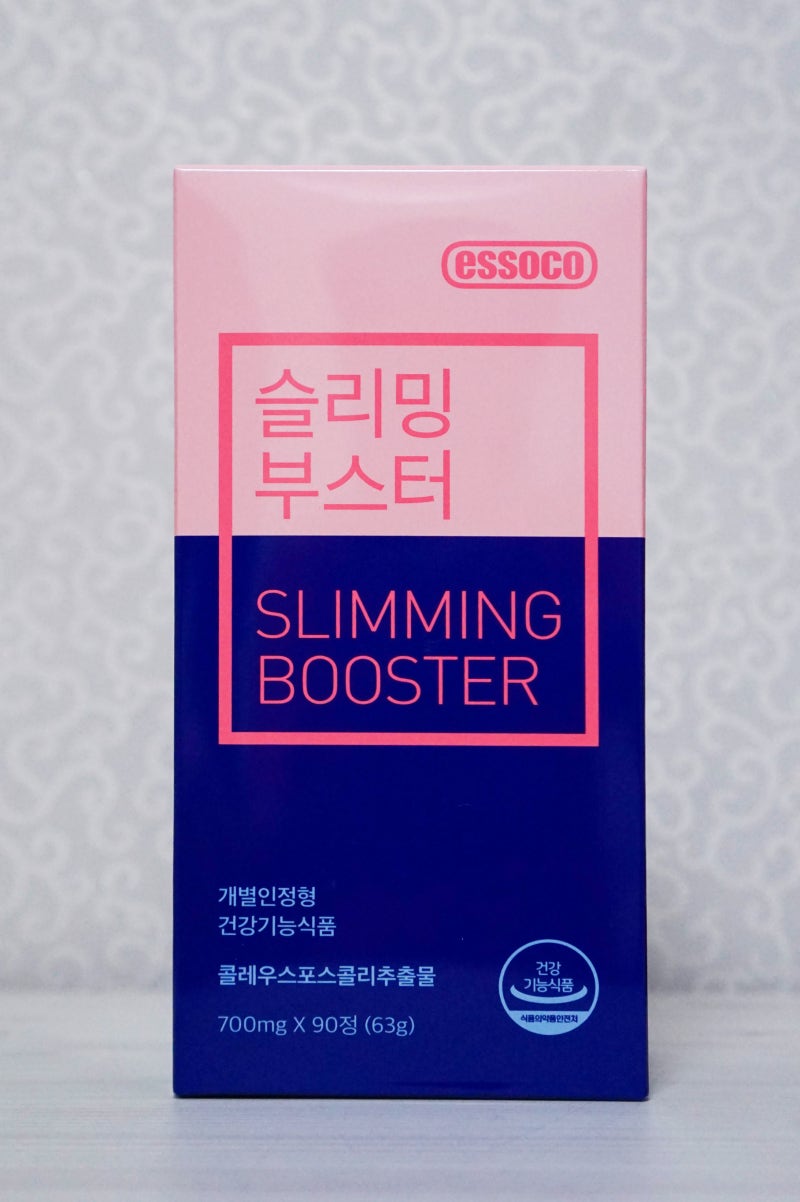 essoco
슬리밍
부스터
SLIMMING
BOOSTER
개별인정형
건강기능식품
콜레우스포스콜리추출물
700mg X 90정 (63g)
건강
기능식품
식품의약품안전처